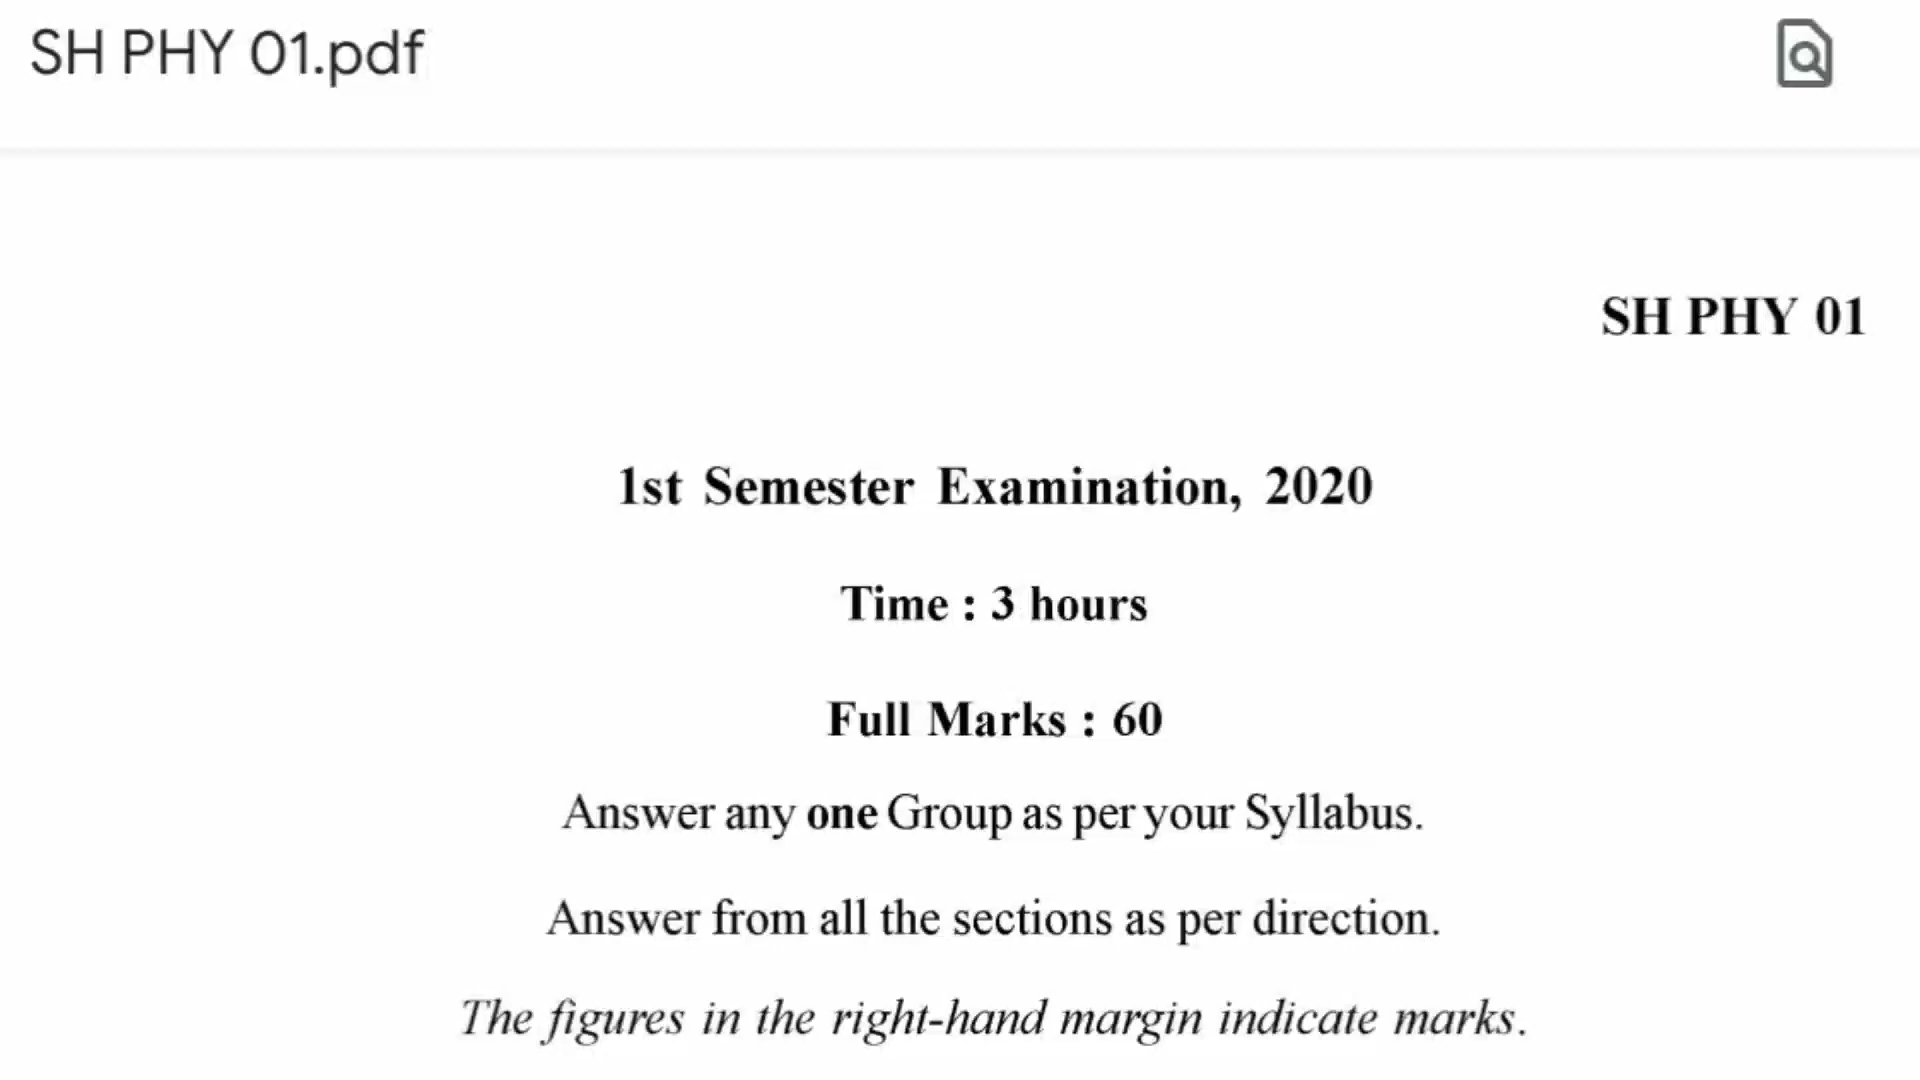 SH PHY 01.pdf
SH PHY 01
1st Semester Examination, 2020
Time : 3 hours
Full Marks : 60
Answer any one Group as per your Syllabus.
Answer from all the sections as per direction.
The figures in the right-hand margin indicate marks.